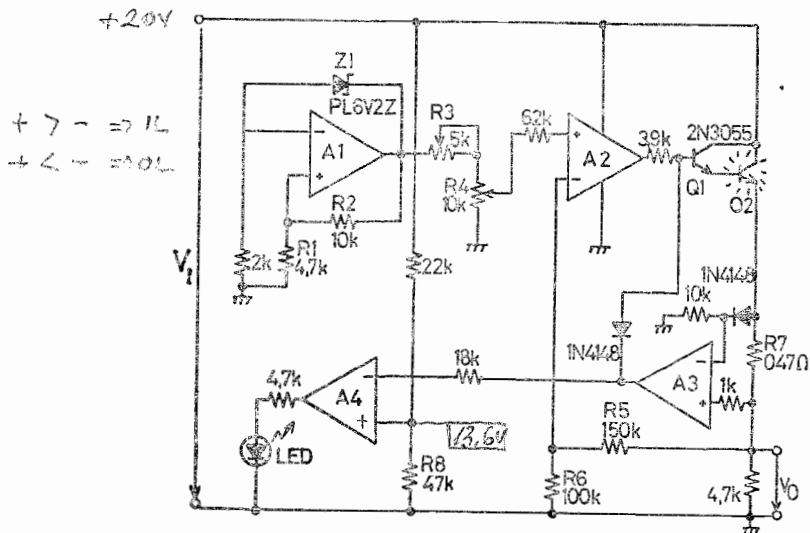 +20V
Z1
PL6V2Z
+ > - => 1L
+ < - => 0L
R3
5k
62k
39k
2N3055
A1
A2
Q1
Q2
R4
10k
R2
10k
2k
R1
4,7k
22k
V1
1N4148
10k
1N4148
R7
0.47Ω
18k
A3
1k
4,7k
A4
13,6V
R5
150k
LED
R8
47k
R6
100k
4,7k
VO